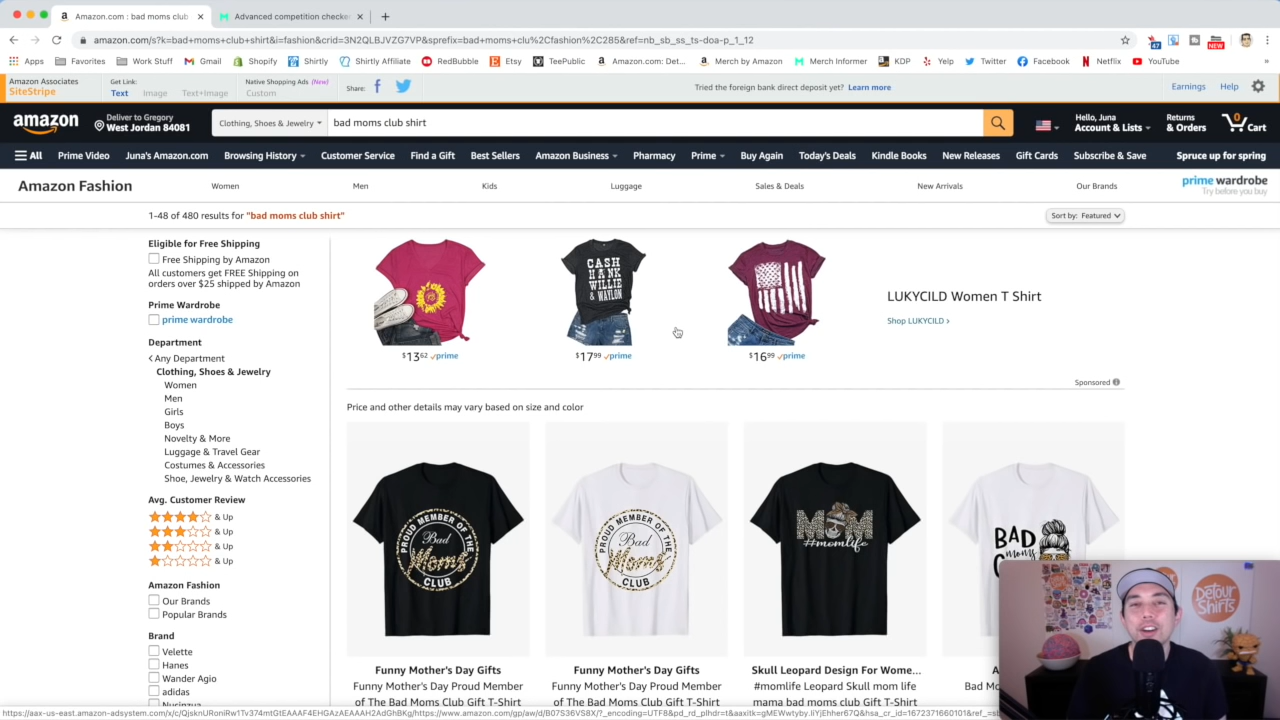 Amazon.com : bad moms club
Advanced competition checker
amazon.com/s?k=bad+moms+club+shirt&i=fashion&crid=3N2QLBJVZG7VP&sprefix=bad+moms+clu%2Cfashion%2C285&ref=nb_sb_ss_ts-doa-p_1_12
47
NEW
Apps Favorites Work Stuff Gmail Shopify Shirtly Shirtly Affiliate RedBubble Etsy TeePublic Amazon.com: Det... Merch by Amazon Merch Informer KDP Yelp Twitter Facebook Netflix YouTube »
Amazon Associates
SiteStripe
Get Link:
Text Image Text+Image
Native Shopping Ads (New)
Custom
Share:
Tried the foreign bank direct deposit yet? Learn more
Earnings Help
amazon
Deliver to Gregory
West Jordan 84081
Clothing, Shoes & Jewelry
bad moms club shirt
Hello, Juna
Account & Lists
Returns
& Orders
0
Cart
All Prime Video Juna's Amazon.com Browsing History Customer Service Find a Gift Best Sellers Amazon Business Pharmacy Prime Buy Again Today's Deals Kindle Books New Releases Gift Cards Subscribe & Save Spruce up for spring
Amazon Fashion Women Men Kids Luggage Sales & Deals New Arrivals Our Brands
prime wardrobe
Try before you buy
1-48 of 480 results for "bad moms club shirt"
Sort by: Featured
Eligible for Free Shipping
Free Shipping by Amazon
All customers get FREE Shipping on
orders over $25 shipped by Amazon
Prime Wardrobe
prime wardrobe
Department
Any Department
Clothing, Shoes & Jewelry
Women
Men
Girls
Boys
Novelty & More
Luggage & Travel Gear
Costumes & Accessories
Shoe, Jewelry & Watch Accessories
Avg. Customer Review
& Up
& Up
& Up
& Up
Amazon Fashion
Our Brands
Popular Brands
Brand
Velette
Hanes
Wander Agio
adidas
CASH
HANK
WILLIE
& WAYLON
$13 62 prime
$17 99 prime
$16 99 prime
LUKYCILD Women T Shirt
Shop LUKYCILD ›
Sponsored
Price and other details may vary based on size and color
PROUD MEMBER OF THE
Bad
Moms
CLUB
PROUD MEMBER OF THE
Bad
Moms
CLUB
MOM
#momlife
BAD
moms
DETOUR
SHIRTS
Funny Mother's Day Gifts
Funny Mother's Day Proud Member
of The Bad Moms Club Gift T-Shirt
Funny Mother's Day Gifts
Funny Mother's Day Proud Member
of The Bad Moms Club Gift T-Shirt
Skull Leopard Design For Wome...
#momlife Leopard Skull mom life
mama bad moms club Gift T-Shirt